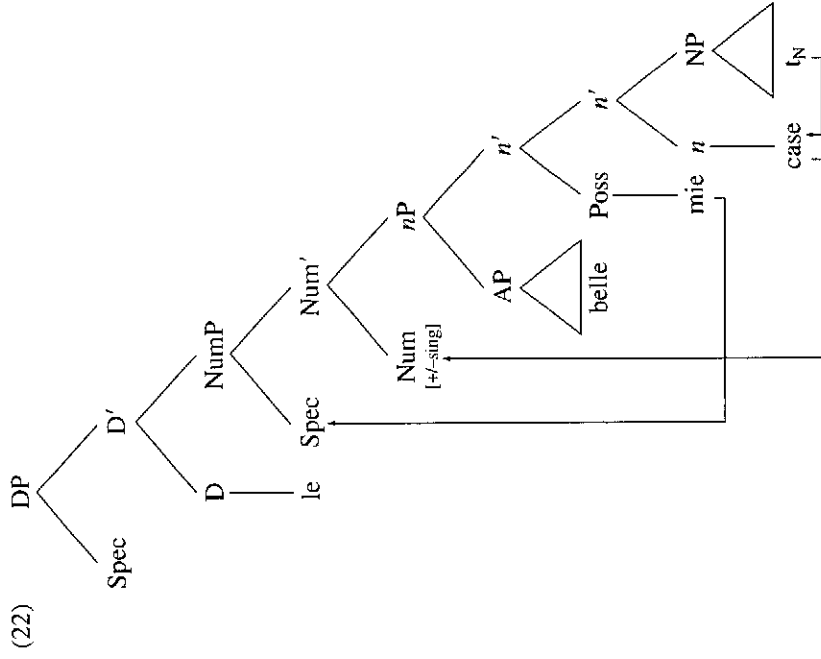 (22) DP
Spec D′
D NumP
le Spec Num′
Num nP
[+/–sing]
AP n′
belle Poss n′
mie n NP
case t_N